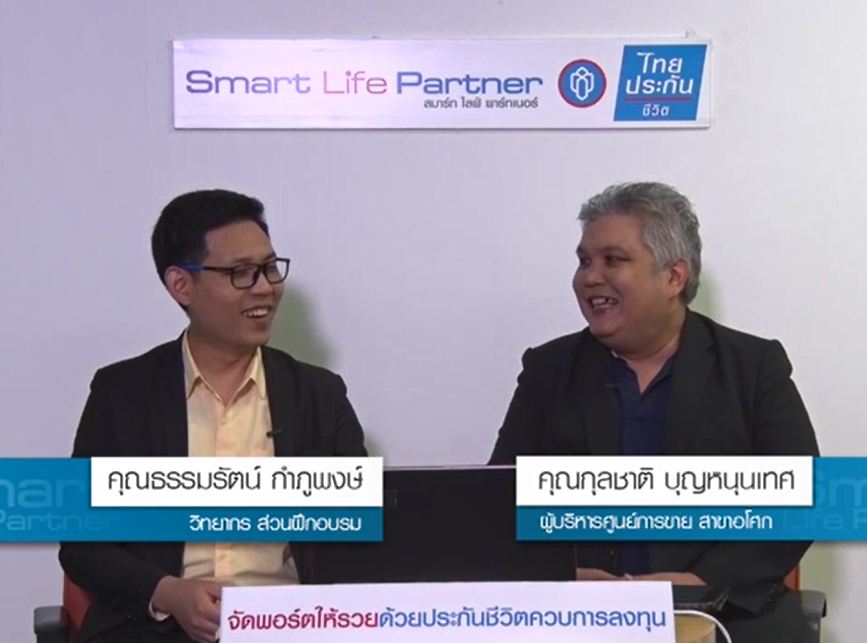 Smart Life Partner
สมาร์ท ไลฟ์ พาร์ทเนอร์
ไทย
ประกัน
ชีวิต
คุณธรรมรัตน์ กำภูพงษ์
วิทยากร ส่วนฝึกอบรม
คุณกุลชาติ บุญหนุนเทศ
ผู้บริหารศูนย์การขาย สาขาอโศก
จัดพอร์ตให้รวยด้วยประกันชีวิตควบการลงทุน